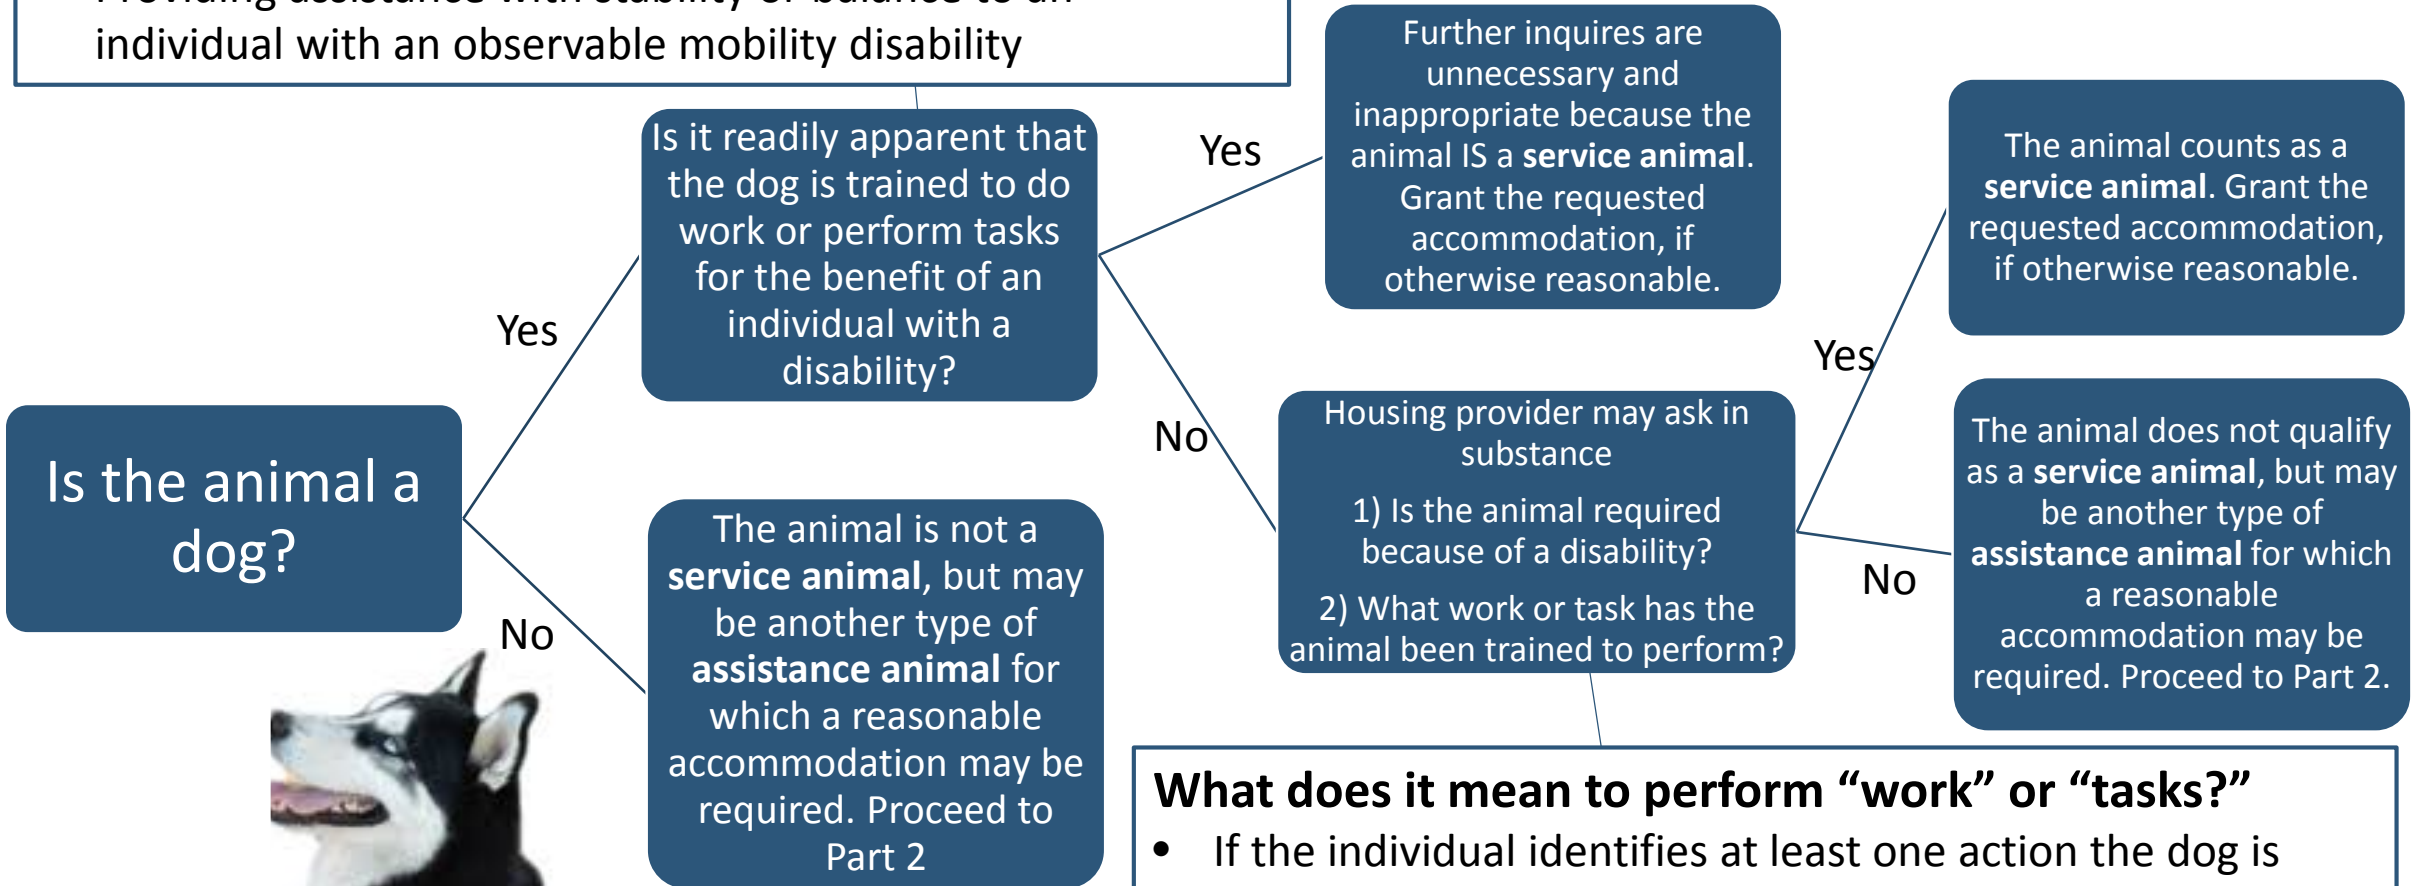 individual with an observable mobility disability
Is the animal a
dog?
Yes
No
Is it readily apparent that
the dog is trained to do
work or perform tasks
for the benefit of an
individual with a
disability?
The animal is not a
service animal, but may
be another type of
assistance animal for
which a reasonable
accommodation may be
required. Proceed to
Part 2
Yes
No
Further inquires are
unnecessary and
inappropriate because the
animal IS a service animal.
Grant the requested
accommodation, if
otherwise reasonable.
Housing provider may ask in
substance
1) Is the animal required
because of a disability?
2) What work or task has the
animal been trained to perform?
Yes
No
The animal counts as a
service animal. Grant the
requested accommodation,
if otherwise reasonable.
The animal does not qualify
as a service animal, but may
be another type of
assistance animal for which
a reasonable
accommodation may be
required. Proceed to Part 2.
What does it mean to perform “work” or “tasks?”
• If the individual identifies at least one action the dog is